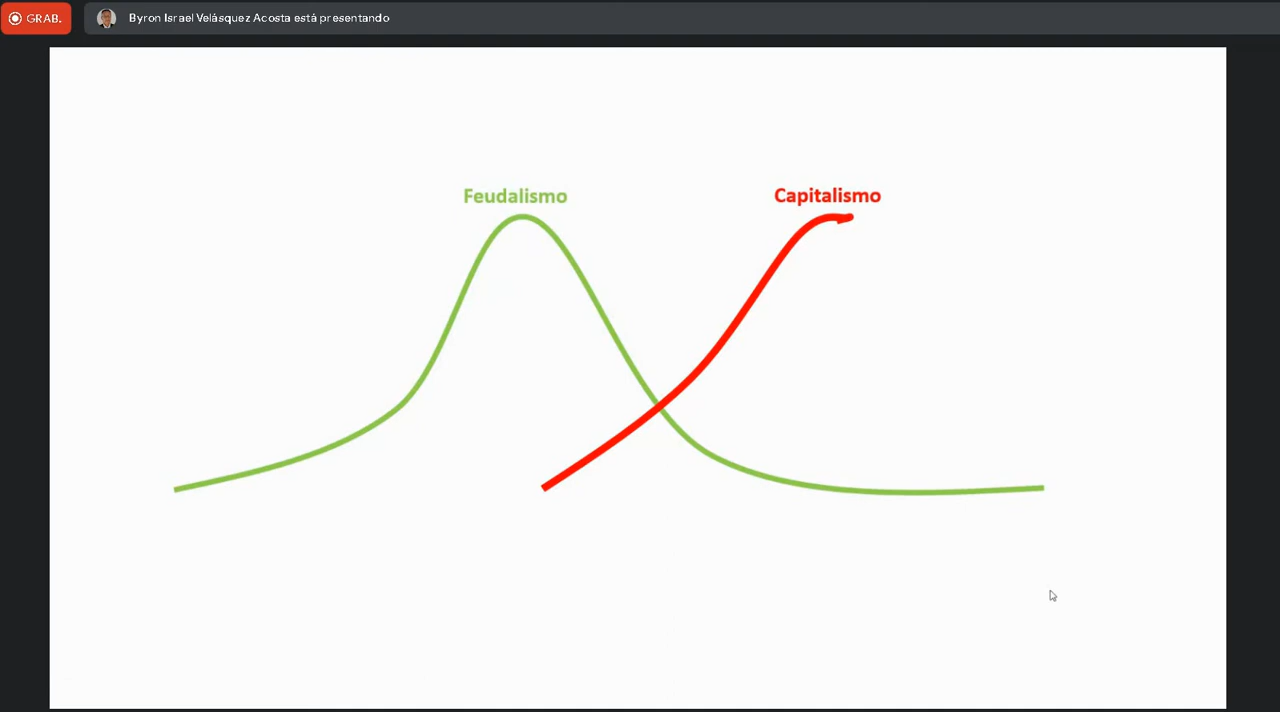 GRAB.
Byron Israel Velásquez Acosta está presentando
Feudalismo
Capitalismo